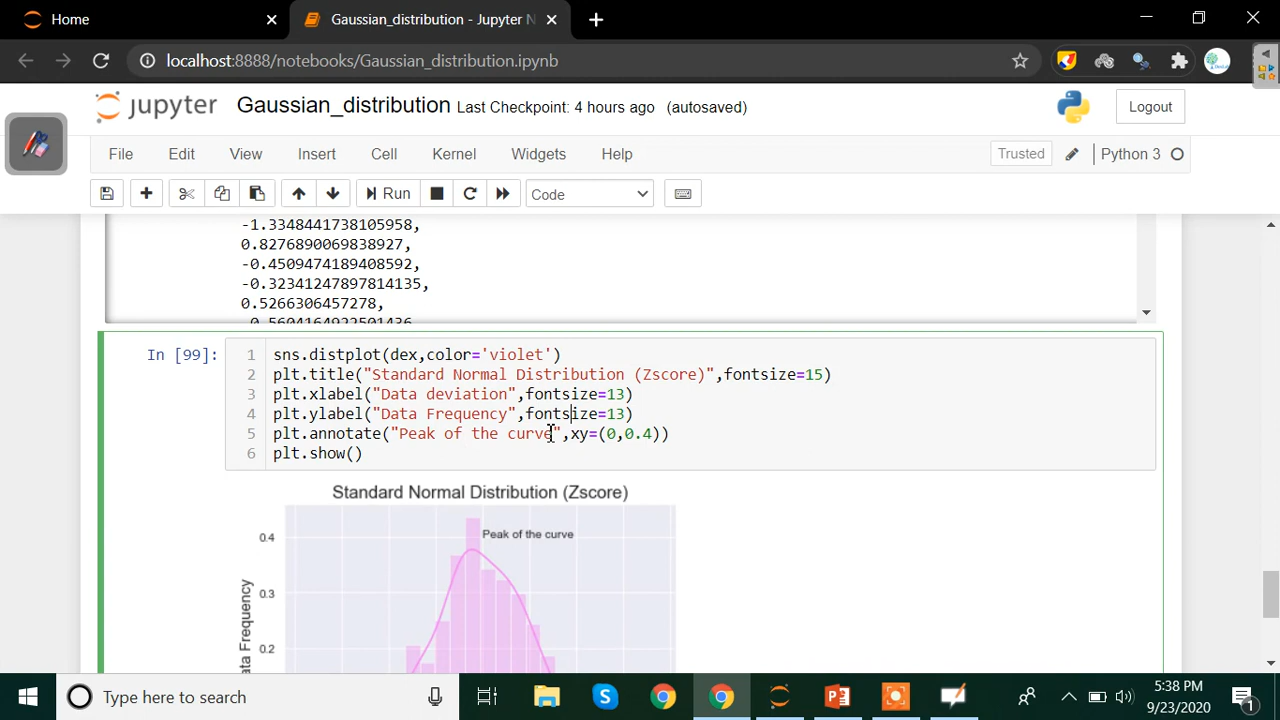 Home
Gaussian_distribution - Jupyter N
localhost:8888/notebooks/Gaussian_distribution.ipynb
jupyter Gaussian_distribution Last Checkpoint: 4 hours ago (autosaved)
Logout
File Edit View Insert Cell Kernel Widgets Help
Trusted Python 3
Run Code
-1.3348441738105958,
0.8276890069838927,
-0.4509474189408592,
-0.32341247897814135,
0.5266306457278,
In [99]:
1 sns.distplot(dex,color='violet')
2 plt.title("Standard Normal Distribution (Zscore)",fontsize=15)
3 plt.xlabel("Data deviation",fontsize=13)
4 plt.ylabel("Data Frequency",fontsize=13)
5 plt.annotate("Peak of the curve",xy=(0,0.4))
6 plt.show()
Standard Normal Distribution (Zscore)
0.4
Peak of the curve
0.3
0.2
Data Frequency
Type here to search
5:38 PM
9/23/2020
1